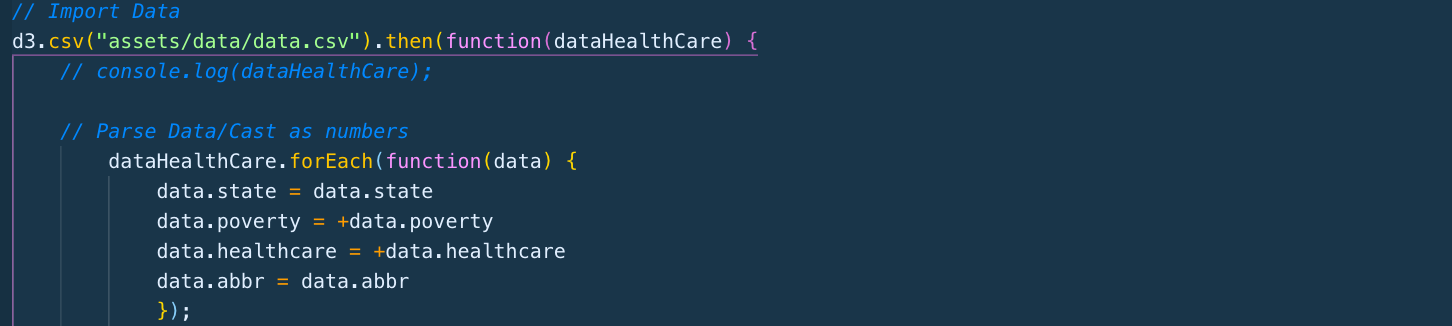 // Import Data
d3.csv("assets/data/data.csv").then(function(dataHealthCare) {
// console.log(dataHealthCare);
// Parse Data/Cast as numbers
dataHealthCare.forEach(function(data) {
data.state = data.state
data.poverty = +data.poverty
data.healthcare = +data.healthcare
data.abbr = data.abbr
});